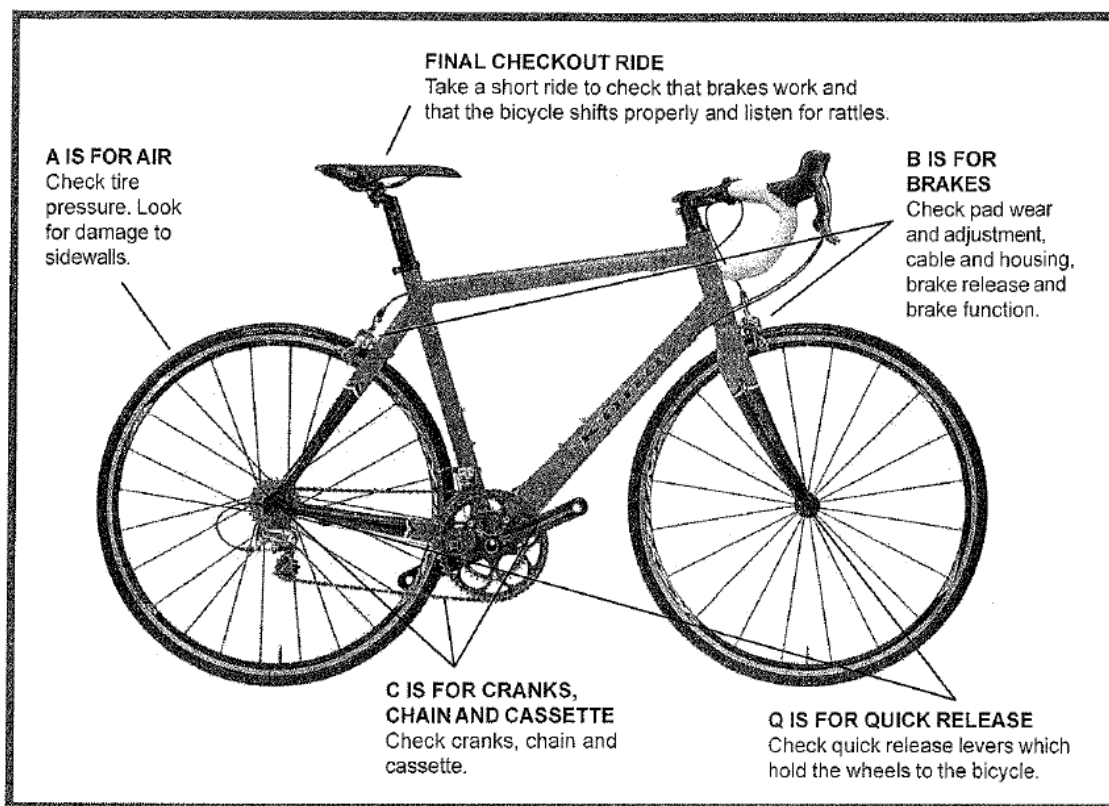 FINAL CHECKOUT RIDE
Take a short ride to check that brakes work and
that the bicycle shifts properly and listen for rattles.
A IS FOR AIR
Check tire
pressure. Look
for damage to
sidewalls.
B IS FOR
BRAKES
Check pad wear
and adjustment,
cable and housing,
brake release and
brake function.
C IS FOR CRANKS,
CHAIN AND CASSETTE
Check cranks, chain and
cassette.
Q IS FOR QUICK RELEASE
Check quick release levers which
hold the wheels to the bicycle.